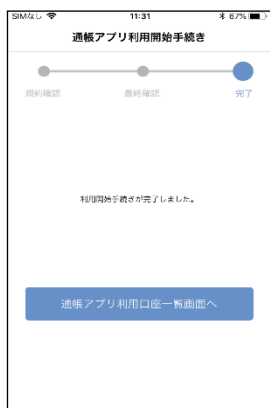 SIMなし 11:31 67%
通帳アプリ利用開始手続き
規約確認 最終確認 完了
利用開始手続きが完了しました。
通帳アプリ利用口座一覧画面へ